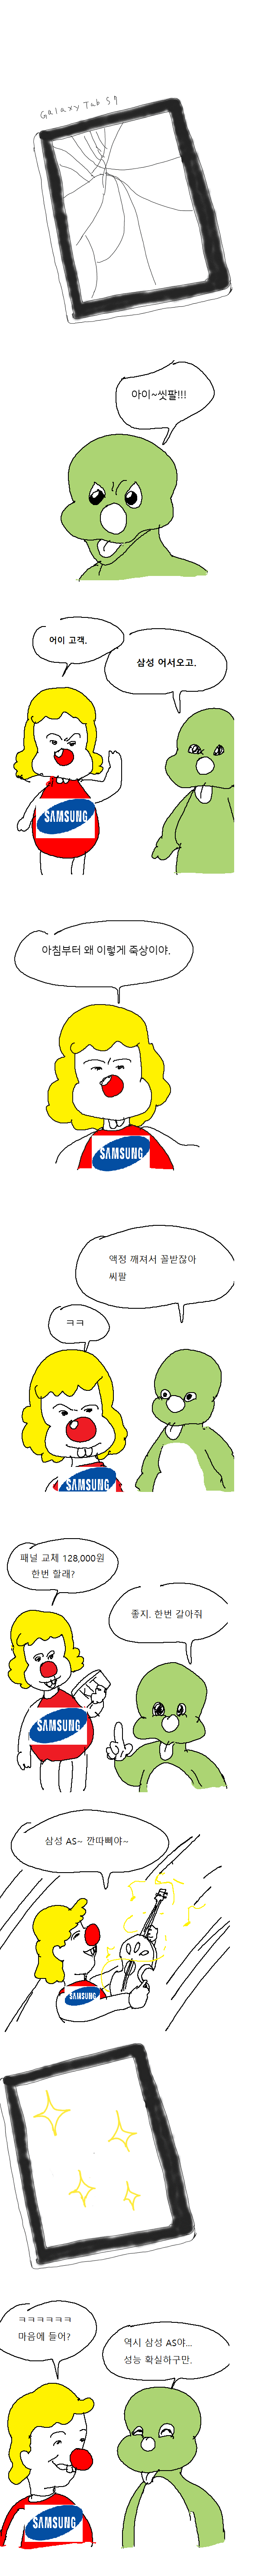 Galaxy Tab S9
아이~씻팔!!!
어이 고객.
삼성 어서오고.
SAMSUNG
아침부터 왜 이렇게 죽상이야.
SAMSUNG
액정 깨져서 꼴받잖아
씨팔
ㅋㅋ
SAMSUNG
패널 교체 128,000원
한번 할래?
좋지. 한번 갈아줘
SAMSUNG
삼성 AS~ 깐따삐야~
SAMSUNG
ㅋㅋㅋㅋㅋㅋ
마음에 들어?
역시 삼성 AS야...
성능 확실하구만.
SAMSUNG